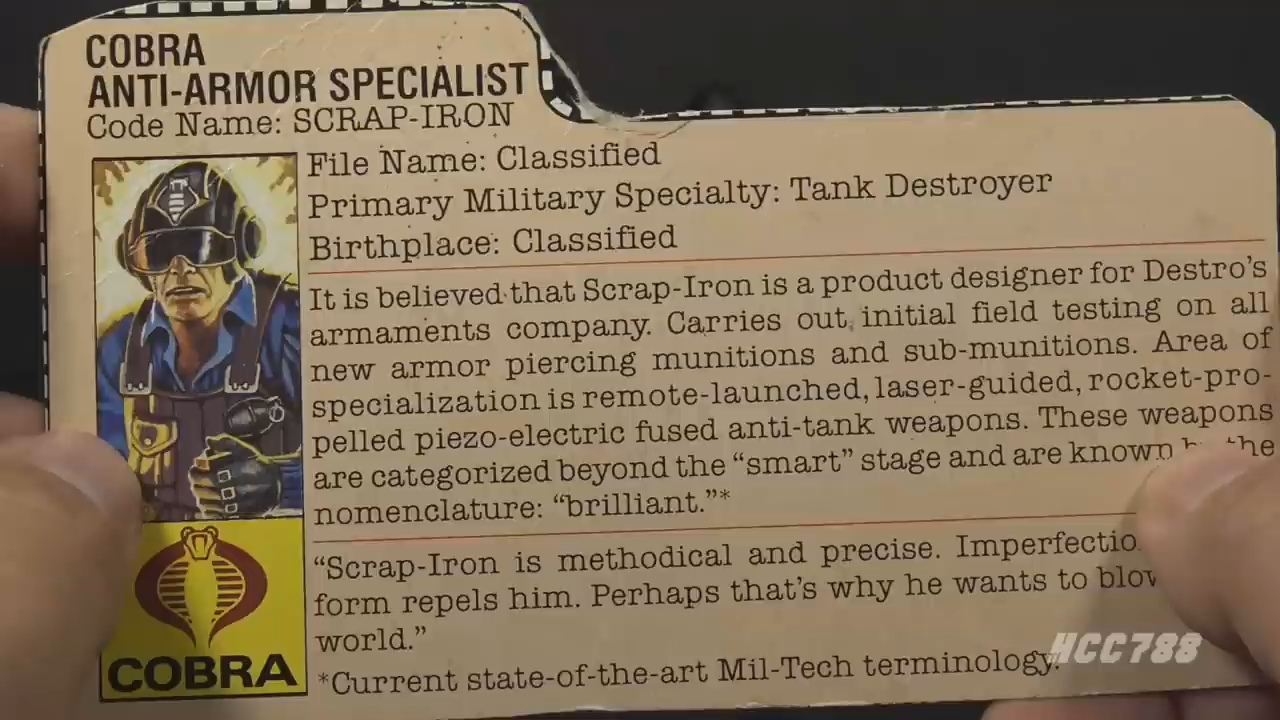 COBRA
ANTI-ARMOR SPECIALIST
Code Name: SCRAP-IRON
File Name: Classified
Primary Military Specialty: Tank Destroyer
Birthplace: Classified
It is believed that Scrap-Iron is a product designer for Destro's
armaments company. Carries out initial field testing on all
new armor piercing munitions and sub-munitions. Area of
specialization is remote-launched, laser-guided, rocket-pro-
pelled piezo-electric fused anti-tank weapons. These weapons
are categorized beyond the “smart” stage and are known
nomenclature: “brilliant.”*
“Scrap-Iron is methodical and precise.
form repels him. Perhaps that's why he wants to
world.”
*Current state-of-the-art Mil-Tech terminology.
COBRA
HCC788